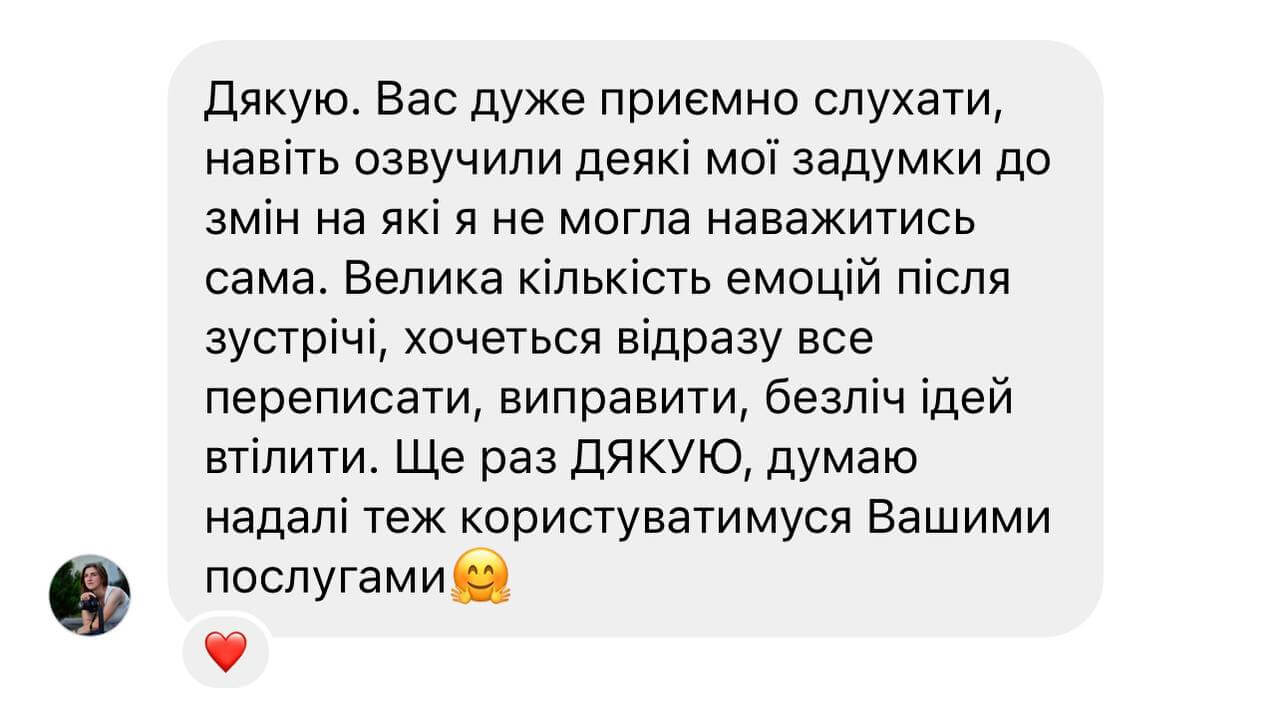 Дякую. Вас дуже приємно слухати,
навіть озвучили деякі мої задумки до
змін на які я не могла наважитись
сама. Велика кількість емоцій після
зустрічі, хочеться відразу все
переписати, виправити, безліч ідей
втілити. Ще раз ДЯКУЮ, думаю
надалі теж користуватимуся Вашими
послугами🤗
❤️